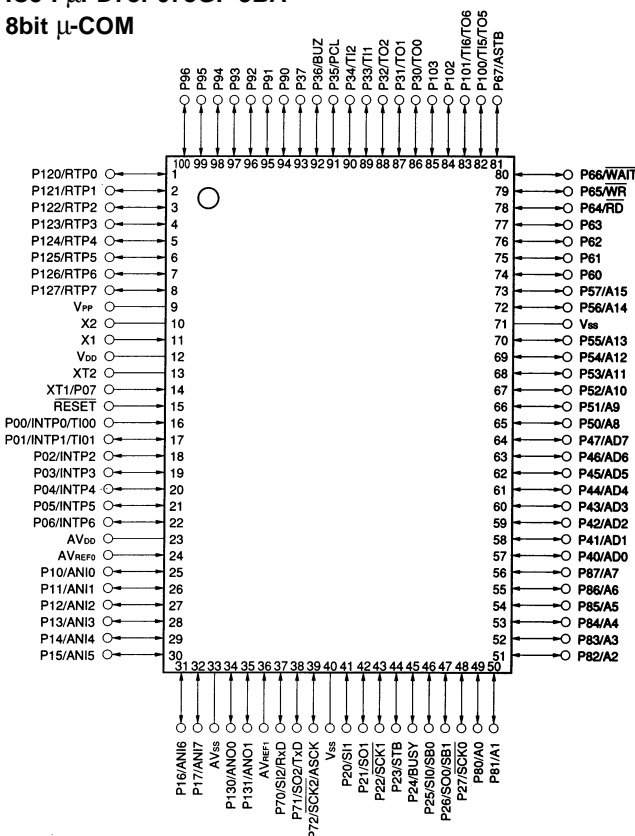 8bit μ-COM
P96
P95
P94
P93
P92
P91
P90
P37
P36/BUZ
P35/PCL
P34/TI2
P33/TI1
P32/TO2
P31/TO1
P30/TO0
P103
P102
P101/TI6/TO6
P100/TI5/TO5
P67/ASTB
100 99 98 97 96 95 94 93 92 91 90 89 88 87 86 85 84 83 82 81
P120/RTP0 1
P121/RTP1 2
P122/RTP2 3
P123/RTP3 4
P124/RTP4 5
P125/RTP5 6
P126/RTP6 7
P127/RTP7 8
VPP 9
X2 10
X1 11
VDD 12
XT2 13
XT1/P07 14
RESET 15
P00/INTP0/TI00 16
P01/INTP1/TI01 17
P02/INTP2 18
P03/INTP3 19
P04/INTP4 20
P05/INTP5 21
P06/INTP6 22
AVDD 23
AVREF0 24
P10/ANI0 25
P11/ANI1 26
P12/ANI2 27
P13/ANI3 28
P14/ANI4 29
P15/ANI5 30
80 P66/WAIT
79 P65/WR
78 P64/RD
77 P63
76 P62
75 P61
74 P60
73 P57/A15
72 P56/A14
71 Vss
70 P55/A13
69 P54/A12
68 P53/A11
67 P52/A10
66 P51/A9
65 P50/A8
64 P47/AD7
63 P46/AD6
62 P45/AD5
61 P44/AD4
60 P43/AD3
59 P42/AD2
58 P41/AD1
57 P40/AD0
56 P87/A7
55 P86/A6
54 P85/A5
53 P84/A4
52 P83/A3
51 P82/A2
31 32 33 34 35 36 37 38 39 40 41 42 43 44 45 46 47 48 49 50
P16/ANI6
P17/ANI7
AVss
P130/ANO0
P131/ANO1
AVREF1
P70/SI2/RxD
P71/SO2/TxD
P72/SCK2/ASCK
Vss
P20/SI1
P21/SO1
P22/SCK1
P23/STB
P24/BUSY
P25/SI0/SB0
P26/SO0/SB1
P27/SCK0
P80/A0
P81/A1